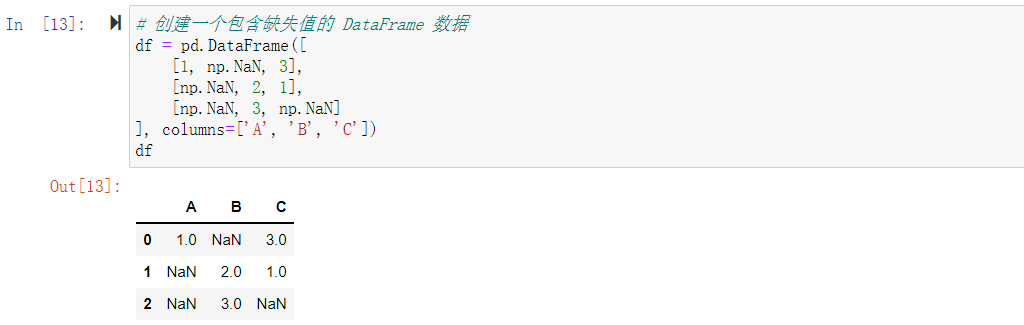 In [13]:
# 创建一个包含缺失值的 DataFrame 数据
df = pd.DataFrame([
    [1, np.NaN, 3],
    [np.NaN, 2, 1],
    [np.NaN, 3, np.NaN]
], columns=['A', 'B', 'C'])
df
Out[13]:
A B C
0 1.0 NaN 3.0
1 NaN 2.0 1.0
2 NaN 3.0 NaN